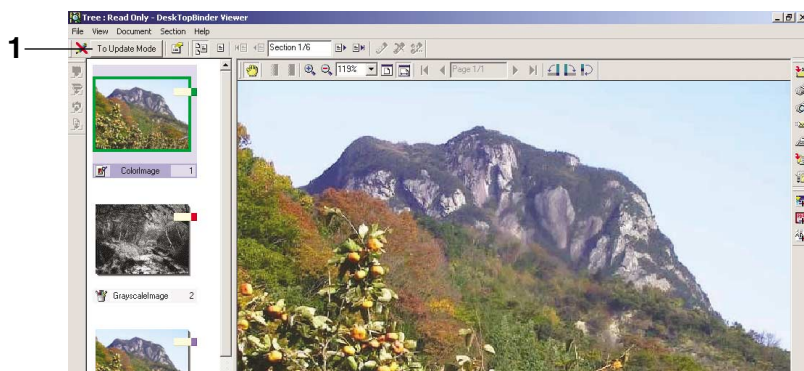 Tree : Read Only - DeskTopBinder Viewer
File View Document Section Help
1
To Update Mode
Section 1/6
119%
Page 1/1
ColorImage 1
GrayscaleImage 2